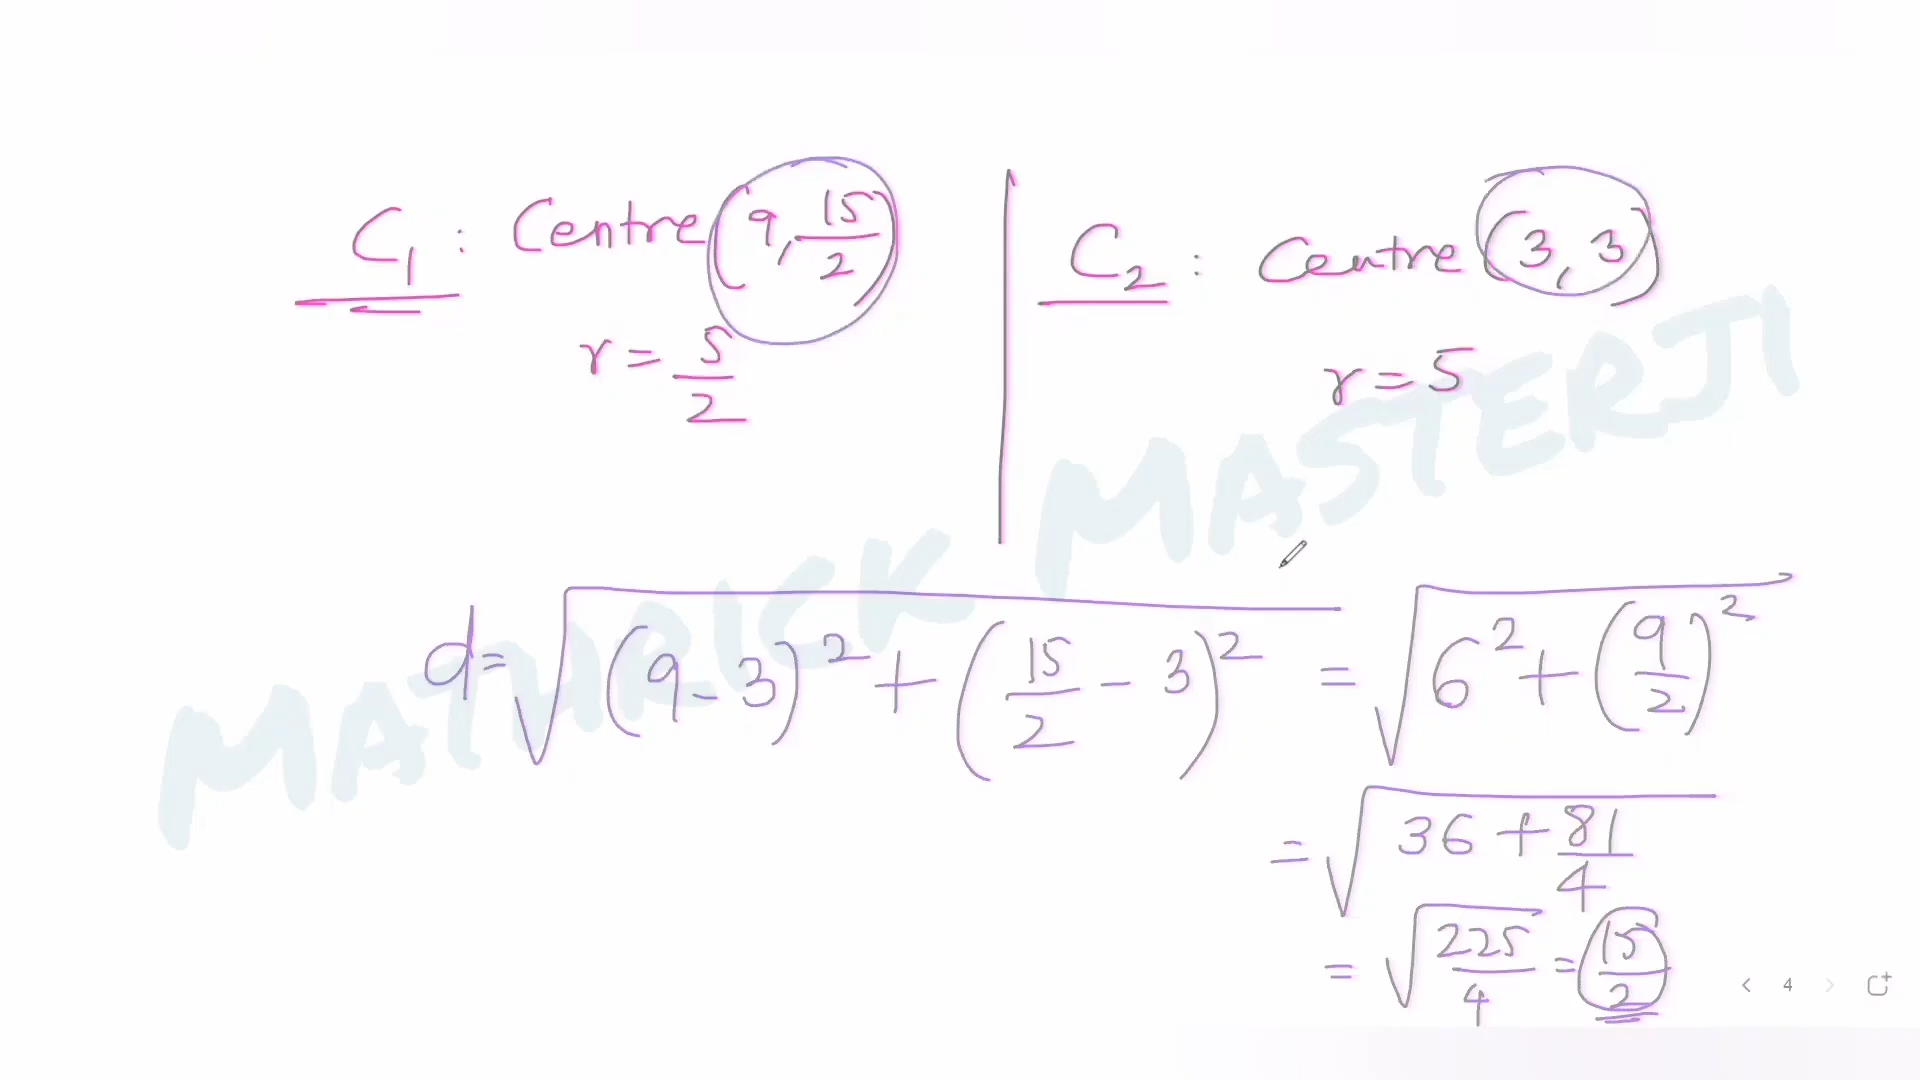 C₁ : Centre (9, 15/2)
r = 5/2
C₂ : Centre (3, 3)
r = 5
MATHRICK MASTERJI
d = √((9 - 3)² + (15/2 - 3)²) = √(6² + (9/2)²)
= √(36 + 81/4)
= √(225/4) = 15/2
< 4 >